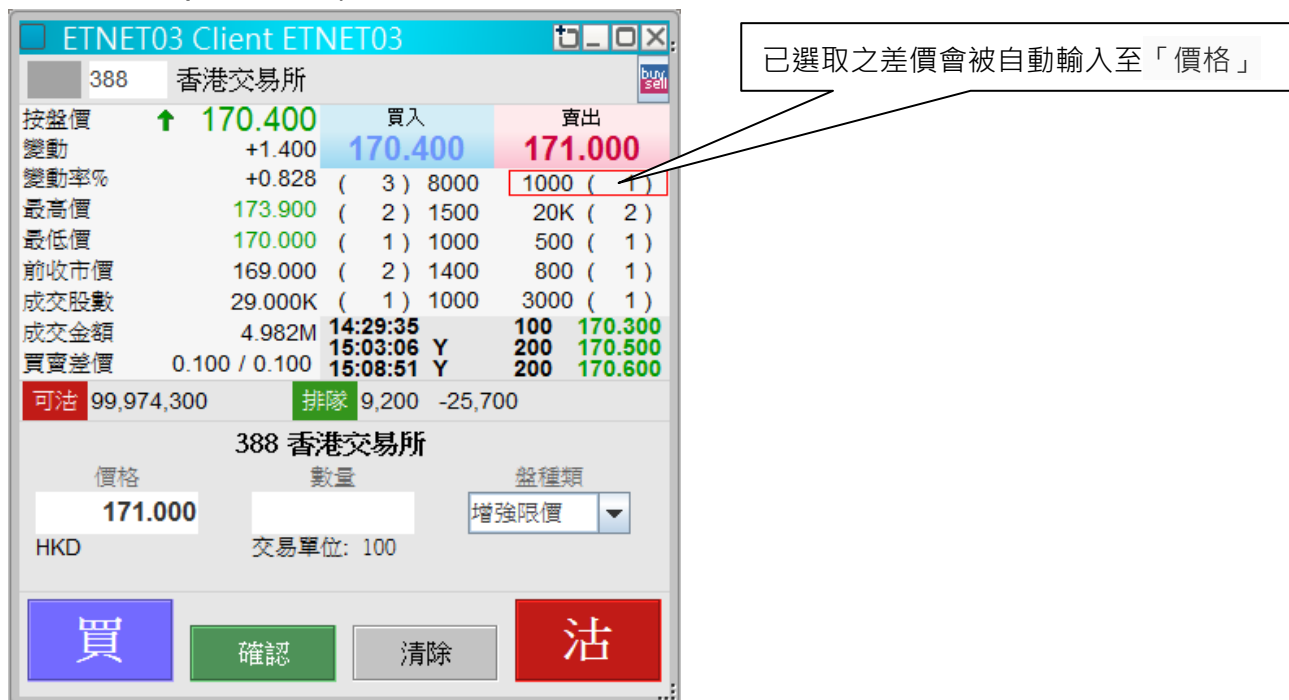 ETNET03 Client ETNET03
已選取之差價會被自動輸入至「價格」
388 香港交易所 buy sell
按盤價 170.400 買入 賣出
變動 +1.400 170.400 171.000
變動率% +0.828 ( 3 ) 8000 1000 ( 1 )
最高價 173.900 ( 2 ) 1500 20K ( 2 )
最低價 170.000 ( 1 ) 1000 500 ( 1 )
前收市價 169.000 ( 2 ) 1400 800 ( 1 )
成交股數 29.000K ( 1 ) 1000 3000 ( 1 )
成交金額 4.982M 14:29:35 100 170.300
15:03:06 Y 200 170.500
買賣差價 0.100 / 0.100 15:08:51 Y 200 170.600
可沽 99,974,300 排隊 9,200 -25,700
388 香港交易所
價格 數量 盤種類
171.000 增強限價
HKD 交易單位: 100
買 確認 清除 沽